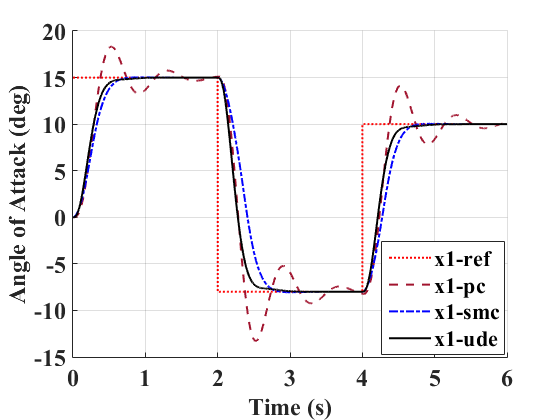 20
15
10
5
0
-5
-10
-15
Angle of Attack (deg)
x1-ref
x1-pc
x1-smc
x1-ude
0 1 2 3 4 5 6
Time (s)